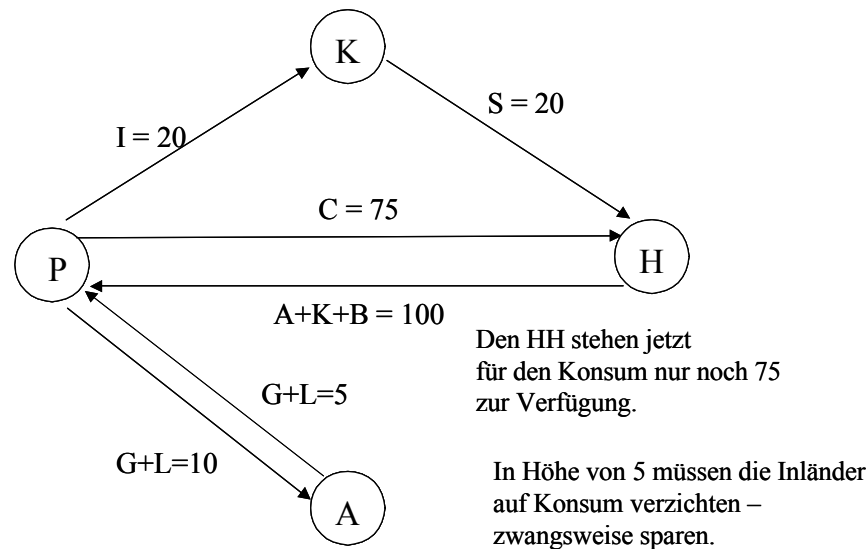 K
S = 20
I = 20
C = 75
P
H
A+K+B = 100
Den HH stehen jetzt
für den Konsum nur noch 75
zur Verfügung.
G+L=5
G+L=10
In Höhe von 5 müssen die Inländer
auf Konsum verzichten –
zwangsweise sparen.
A